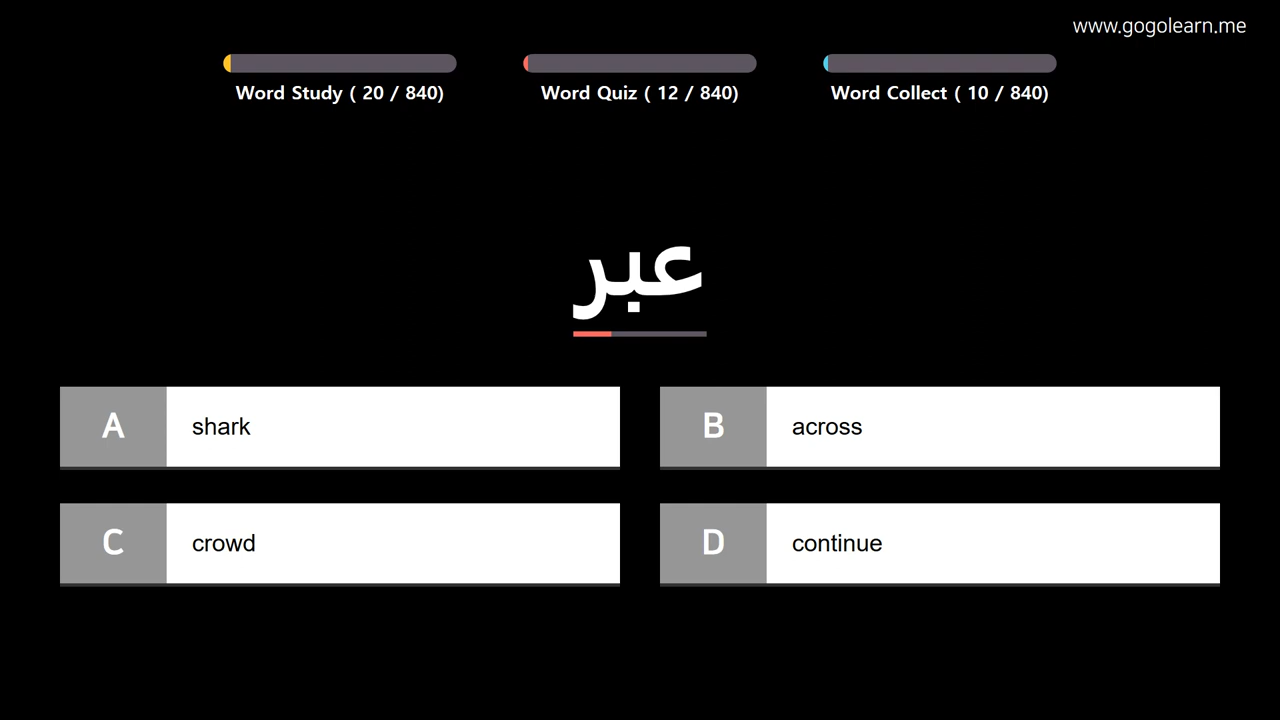 www.gogolearn.me
Word Study ( 20 / 840)
Word Quiz ( 12 / 840)
Word Collect ( 10 / 840)
عبر
A shark
B across
C crowd
D continue